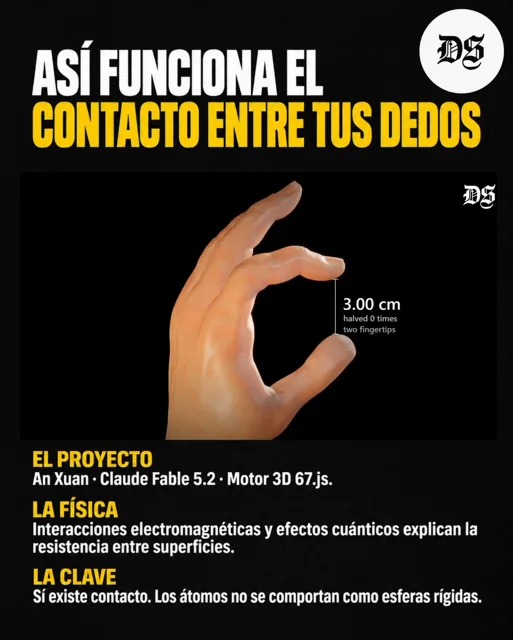 DS
ASÍ FUNCIONA EL
CONTACTO ENTRE TUS DEDOS
DS
3.00 cm
halved 0 times
two fingertips
EL PROYECTO
An Xuan · Claude Fable 5.2 · Motor 3D 67.js.
LA FÍSICA
Interacciones electromagnéticas y efectos cuánticos explican la
resistencia entre superficies.
LA CLAVE
Sí existe contacto. Los átomos no se comportan como esferas rígidas.